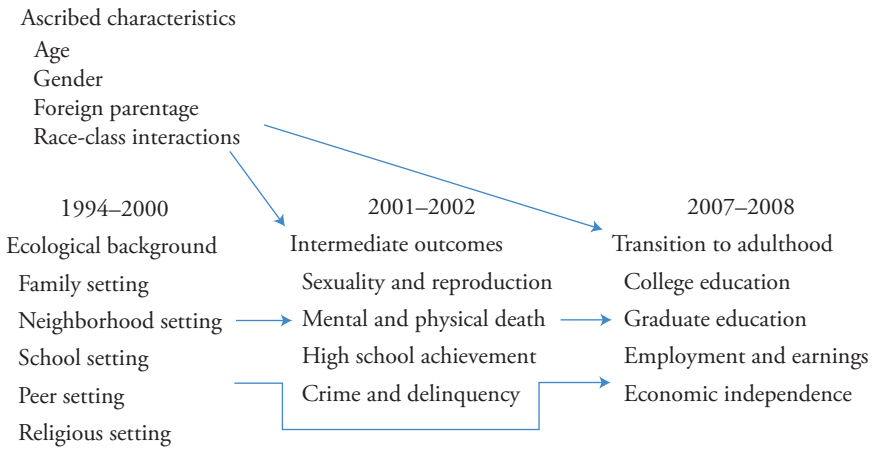 Ascribed characteristics
Age
Gender
Foreign parentage
Race-class interactions
1994–2000
Ecological background
Family setting
Neighborhood setting
School setting
Peer setting
Religious setting
2001–2002
Intermediate outcomes
Sexuality and reproduction
Mental and physical death
High school achievement
Crime and delinquency
2007–2008
Transition to adulthood
College education
Graduate education
Employment and earnings
Economic independence